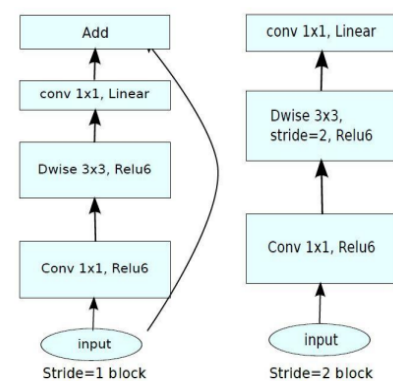 Add
conv 1x1, Linear
Dwise 3x3, Relu6
Conv 1x1, Relu6
input
Stride=1 block
conv 1x1, Linear
Dwise 3x3,
stride=2, Relu6
Conv 1x1, Relu6
input
Stride=2 block